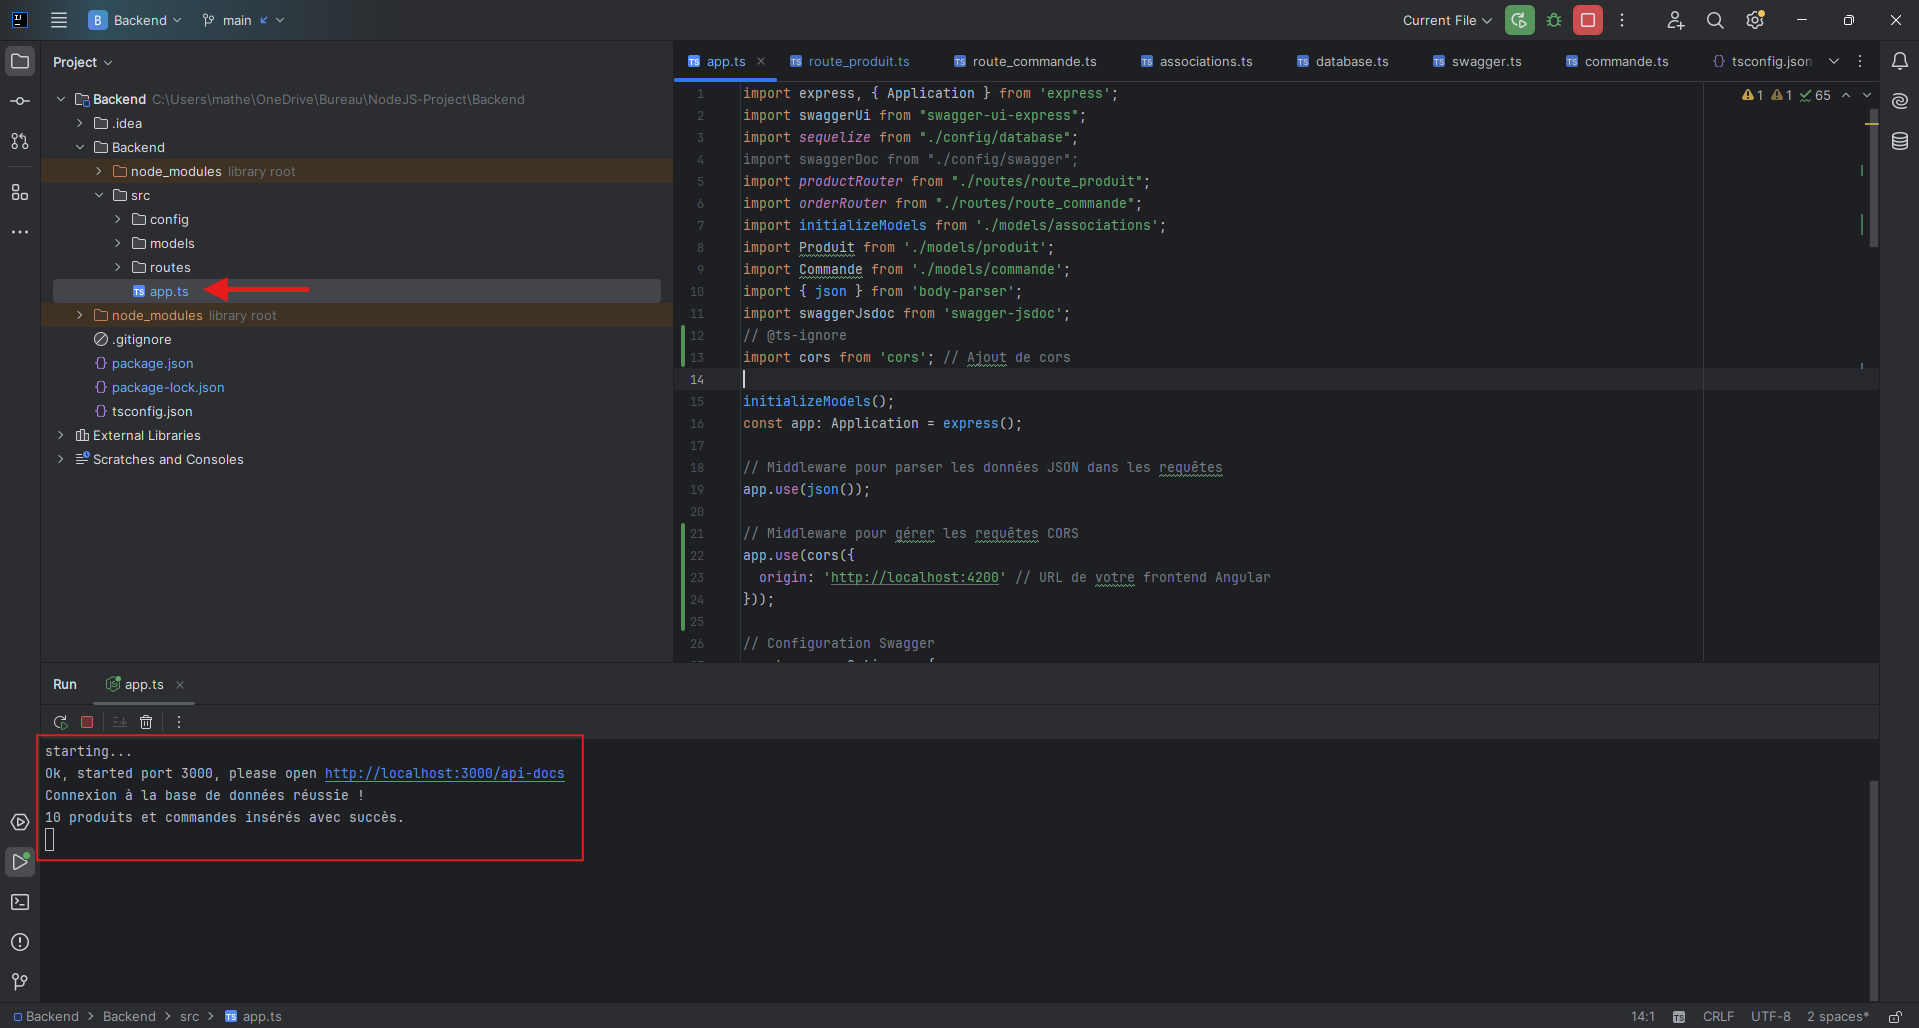 B Backend main Current File
Project
Backend C:\Users\mathe\OneDrive\Bureau\NodeJS-Project\Backend
.idea
Backend
node_modules library root
src
config
models
routes
TS app.ts
node_modules library root
.gitignore
package.json
package-lock.json
tsconfig.json
External Libraries
Scratches and Consoles
TS app.ts TS route_produit.ts TS route_commande.ts TS associations.ts TS database.ts TS swagger.ts TS commande.ts tsconfig.json
1 1 65
1 import express, { Application } from 'express';
2 import swaggerUi from "swagger-ui-express";
3 import sequelize from "./config/database";
4 import swaggerDoc from "./config/swagger";
5 import productRouter from "./routes/route_produit";
6 import orderRouter from "./routes/route_commande";
7 import initializeModels from './models/associations';
8 import Produit from './models/produit';
9 import Commande from './models/commande';
10 import { json } from 'body-parser';
11 import swaggerJsdoc from 'swagger-jsdoc';
12 // @ts-ignore
13 import cors from 'cors'; // Ajout de cors
14
15 initializeModels();
16 const app: Application = express();
17
18 // Middleware pour parser les données JSON dans les requêtes
19 app.use(json());
20
21 // Middleware pour gérer les requêtes CORS
22 app.use(cors({
23 origin: 'http://localhost:4200' // URL de votre frontend Angular
24 }));
25
26 // Configuration Swagger
Run app.ts
starting...
Ok, started port 3000, please open http://localhost:3000/api-docs
Connexion à la base de données réussie !
10 produits et commandes insérés avec succès.
Backend > Backend > src > TS app.ts 14:1 TS CRLF UTF-8 2 spaces*